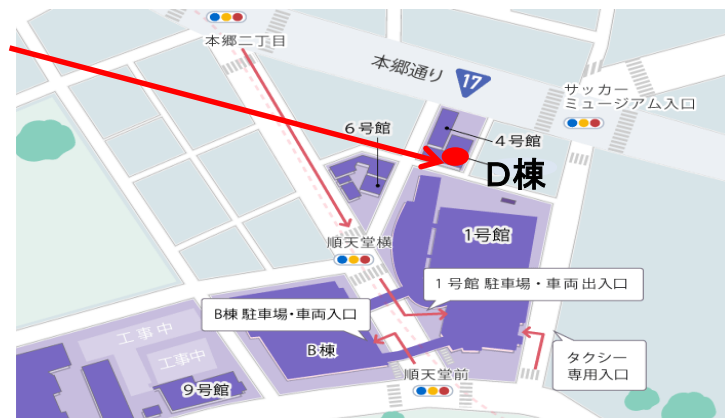 本郷二丁目
本郷通り
17
サッカー
ミュージアム入口
6号館
4号館
D棟
1号館
順天堂横
1号館 駐車場・車両出入口
B棟 駐車場・車両入口
工事中
工事中
B棟
9号館
順天堂前
タクシー
専用入口